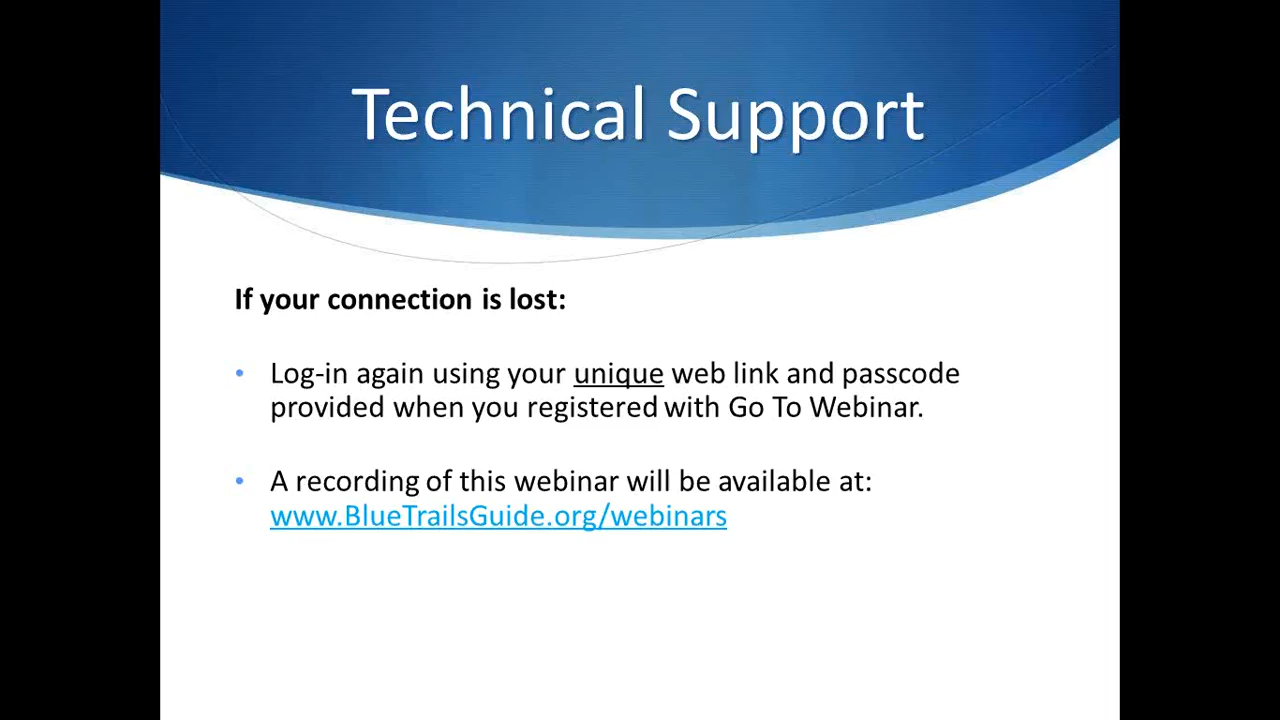 Technical Support
If your connection is lost:
• Log-in again using your unique web link and passcode
provided when you registered with Go To Webinar.
• A recording of this webinar will be available at:
www.BlueTrailsGuide.org/webinars